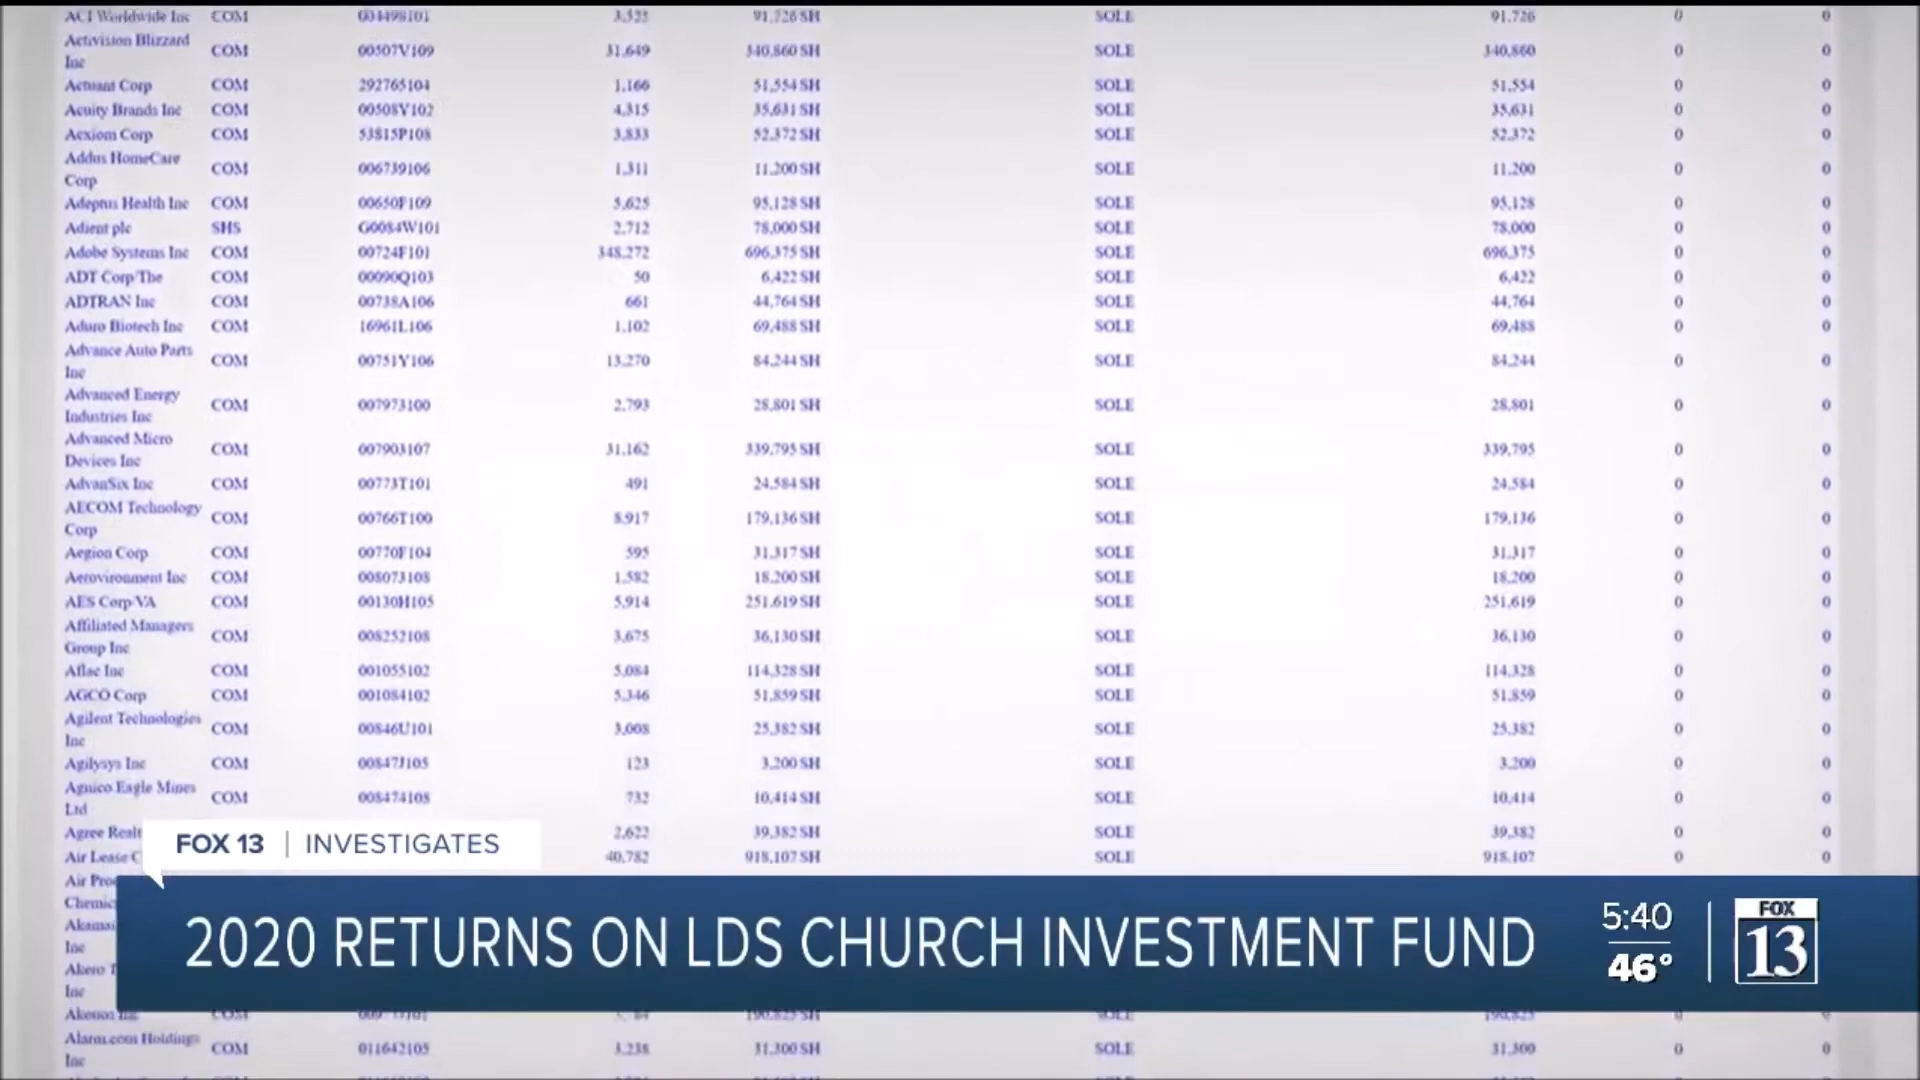 ACI Worldwide Inc COM 004498101 3,525 91,726 SH SOLE 91,726 0 0
Activision Blizzard
Inc COM 00507V109 31,649 340,860 SH SOLE 340,860 0 0
Actuant Corp COM 292765104 1,166 51,554 SH SOLE 51,554 0 0
Acuity Brands Inc COM 00508Y102 4,315 35,631 SH SOLE 35,631 0 0
Acxiom Corp COM 53815P108 3,833 52,372 SH SOLE 52,372 0 0
Addus HomeCare
Corp COM 006739106 1,311 11,200 SH SOLE 11,200 0 0
Adeptus Health Inc COM 00650F109 5,625 95,128 SH SOLE 95,128 0 0
Adient plc SHS G0084W101 2,712 78,000 SH SOLE 78,000 0 0
Adobe Systems Inc COM 00724F101 348,272 696,375 SH SOLE 696,375 0 0
ADT Corp/The COM 00090Q103 50 6,422 SH SOLE 6,422 0 0
ADTRAN Inc COM 00738A106 661 44,764 SH SOLE 44,764 0 0
Aduro Biotech Inc COM 16961L106 1,102 69,488 SH SOLE 69,488 0 0
Advance Auto Parts
Inc COM 00751Y106 13,270 84,244 SH SOLE 84,244 0 0
Advanced Energy
Industries Inc COM 007973100 2,793 28,801 SH SOLE 28,801 0 0
Advanced Micro
Devices Inc COM 007903107 31,162 339,795 SH SOLE 339,795 0 0
AdvanSix Inc COM 00773T101 491 24,584 SH SOLE 24,584 0 0
AECOM Technology
Corp COM 00766T100 8,917 179,136 SH SOLE 179,136 0 0
Aegion Corp COM 00770F104 595 31,317 SH SOLE 31,317 0 0
Aerovironment Inc COM 008073108 1,582 18,200 SH SOLE 18,200 0 0
AES Corp/VA COM 00130H105 5,914 251,619 SH SOLE 251,619 0 0
Affiliated Managers
Group Inc COM 008252108 3,675 36,130 SH SOLE 36,130 0 0
Aflac Inc COM 001055102 5,084 114,328 SH SOLE 114,328 0 0
AGCO Corp COM 001084102 5,346 51,859 SH SOLE 51,859 0 0
Agilent Technologies
Inc COM 00846U101 3,008 25,382 SH SOLE 25,382 0 0
Agilysys Inc COM 00847J105 123 3,200 SH SOLE 3,200 0 0
Agnico Eagle Mines
Ltd COM 008474108 732 10,414 SH SOLE 10,414 0 0
Agree Realt 2,622 39,382 SH SOLE 39,382 0 0
Air Lease C 40,782 918,107 SH SOLE 918,107 0 0
FOX 13 | INVESTIGATES
Air Pro
Chemic
Akamai
Inc
Akero T
Inc
2020 RETURNS ON LDS CHURCH INVESTMENT FUND
5:40
46°
FOX
13
COM 190,825 SH SOLE 190,825 0
Alarm.com Holdings
Inc COM 011642105 3,238 31,300 SH SOLE 31,300 0 0